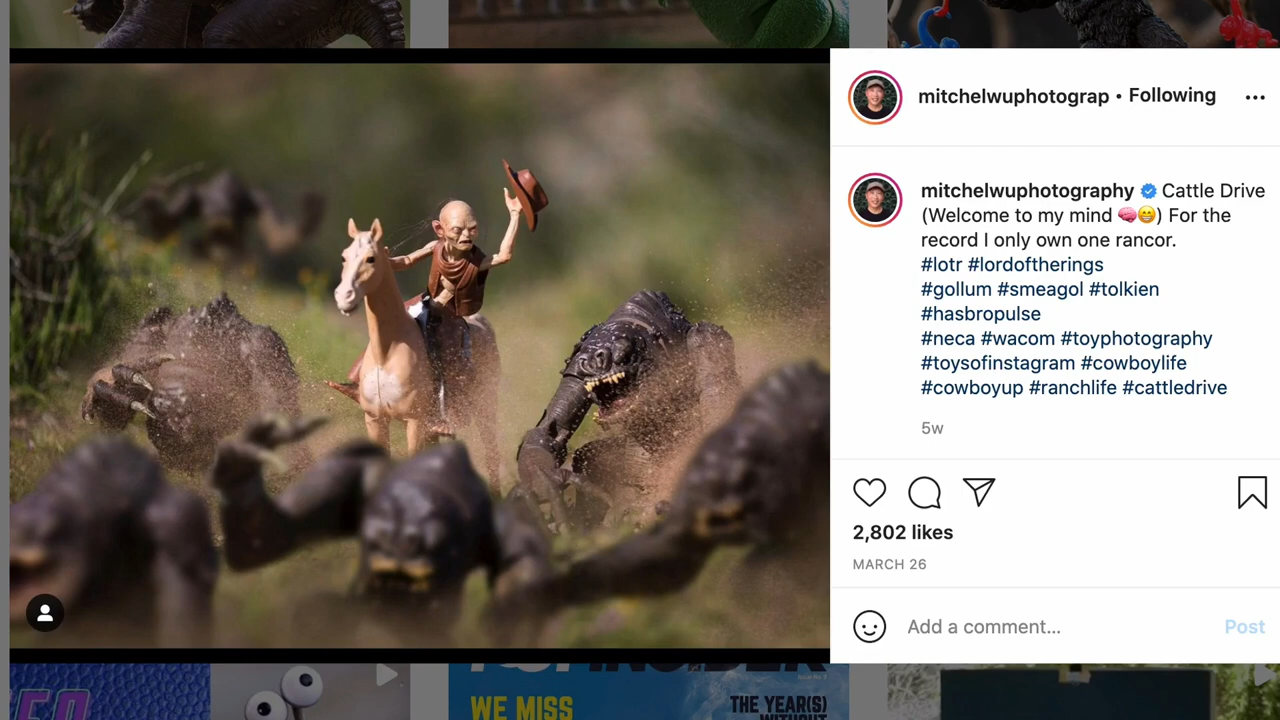 mitchelwuphotograp • Following
mitchelwuphotography Cattle Drive
(Welcome to my mind 🧠😁) For the
record I only own one rancor.
#lotr #lordoftherings
#gollum #smeagol #tolkien
#hasbropulse
#neca #wacom #toyphotography
#toysofinstagram #cowboylife
#cowboyup #ranchlife #cattledrive
5w
2,802 likes
MARCH 26
Add a comment...
Post
WE MISS
THE YEAR(S)
WITHOUT